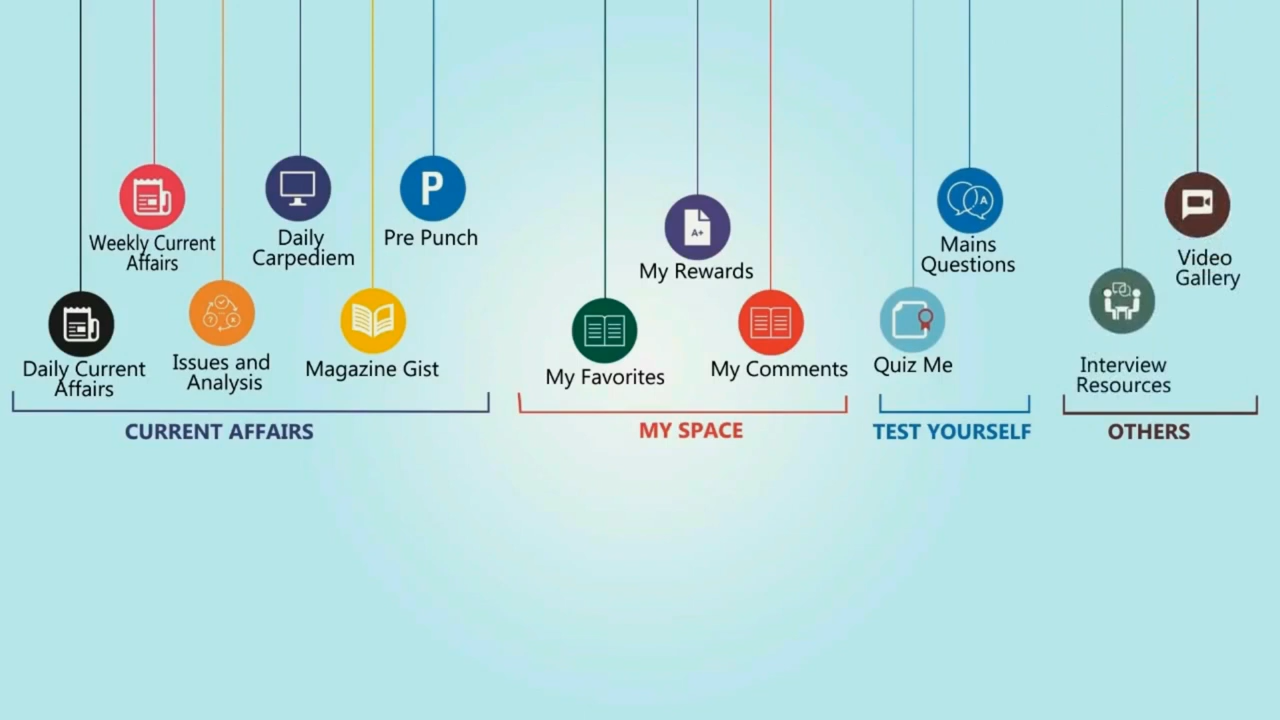 Weekly Current
Affairs
Daily
Carpediem
P
Pre Punch
Daily Current
Affairs
Issues and
Analysis
Magazine Gist
CURRENT AFFAIRS
A+
My Rewards
My Favorites
My Comments
MY SPACE
A
Mains
Questions
Quiz Me
TEST YOURSELF
Video
Gallery
Interview
Resources
OTHERS